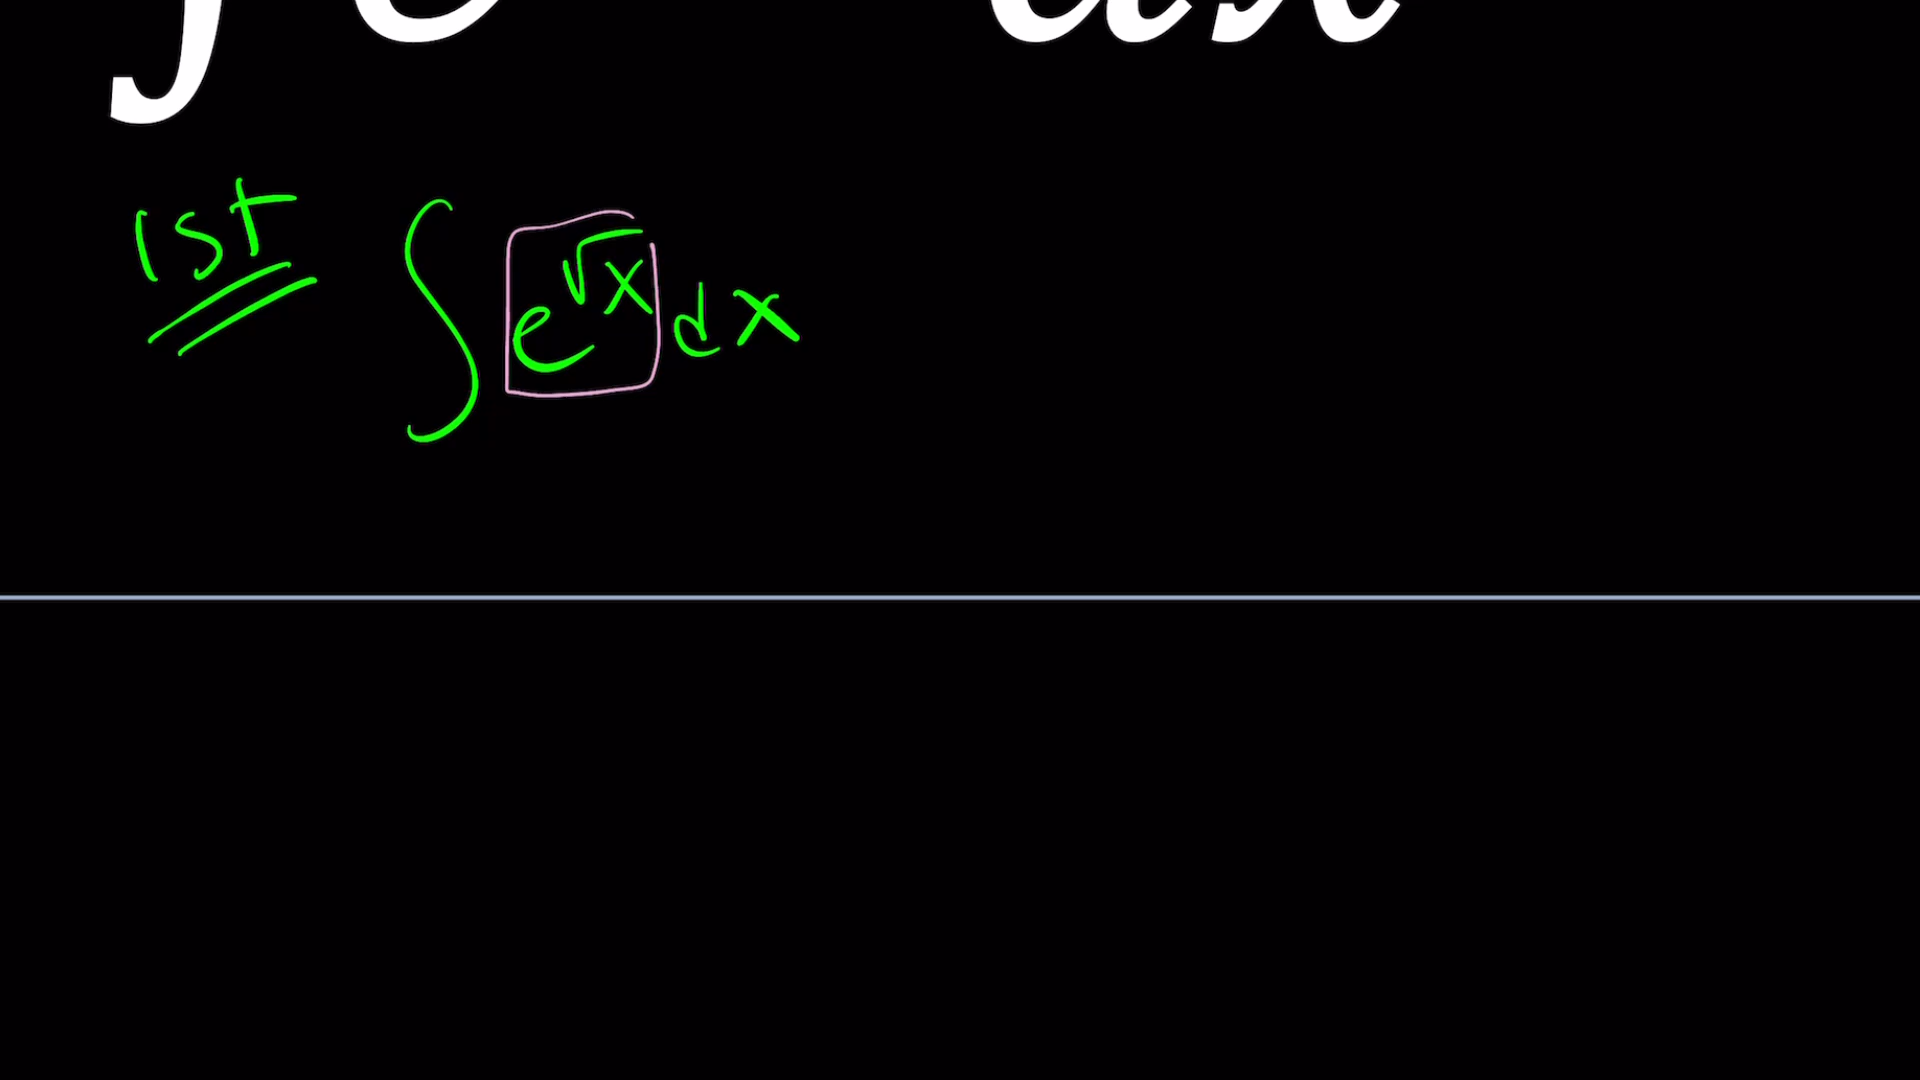 1st ∫ e^√x dx